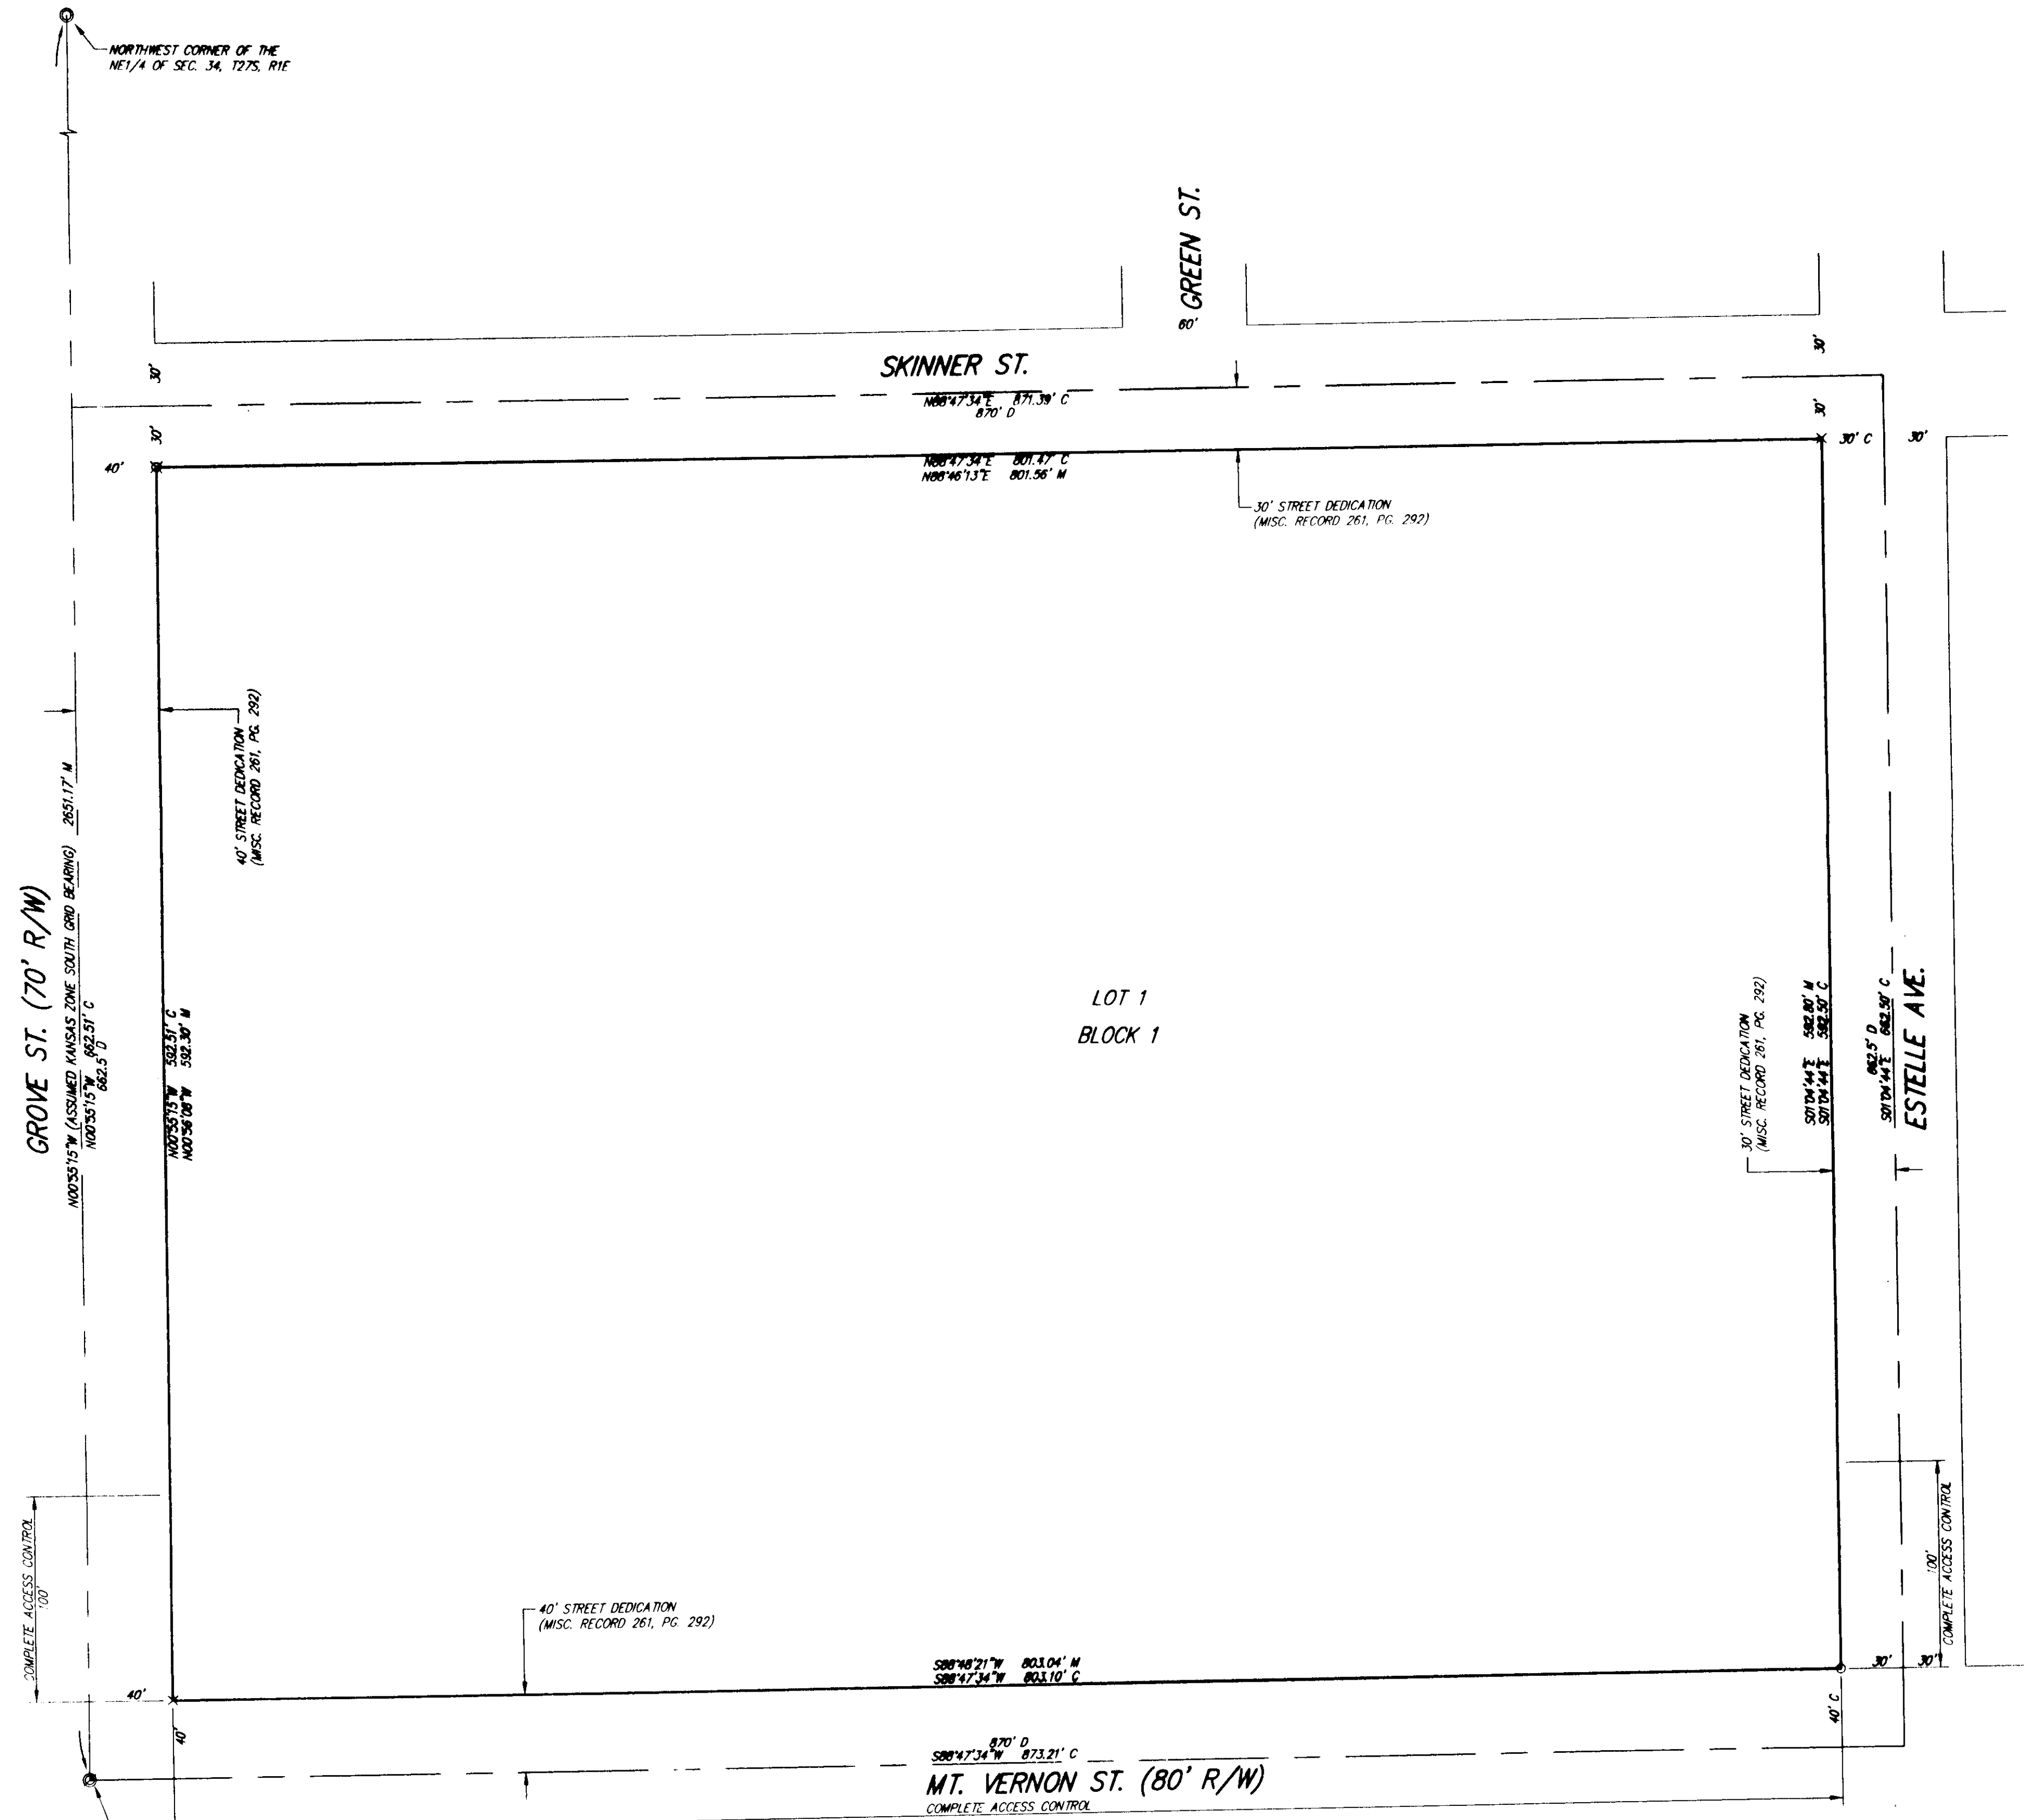 NORTHWEST CORNER OF THE
NE1/4 OF SEC. 34, T27S, R1E
GREEN ST.
60'
SKINNER ST.
30'
30'
N88°47'34"E 871.39' C
870' D
30'
30'
30' C
30'
40'
N88°47'34"E 801.47' C
N88°46'13"E 801.56' M
30' STREET DEDICATION
(MISC. RECORD 261, PG. 292)
40' STREET DEDICATION
(MISC. RECORD 261, PG. 292)
GROVE ST. (70' R/W)
N00°55'15"W (ASSUMED KANSAS ZONE SOUTH GRID BEARING) 2651.17' M
N00°55'15"W 662.51' C
662.5' D
N00°55'15"W 592.51' C
N00°56'08"W 592.30' M
LOT 1
BLOCK 1
30' STREET DEDICATION
(MISC. RECORD 261, PG. 292)
S01°04'44"E 592.80' M
S01°04'44"E 592.50' C
662.5' D
S01°04'44"E 662.50' C
ESTELLE AVE.
COMPLETE ACCESS CONTROL
100'
100'
COMPLETE ACCESS CONTROL
40' STREET DEDICATION
(MISC. RECORD 261, PG. 292)
S88°48'21"W 803.04' M
S88°47'34"W 803.10' C
40'
30'
30'
40'
40' C
870' D
S88°47'34"W 873.21' C
MT. VERNON ST. (80' R/W)
COMPLETE ACCESS CONTROL